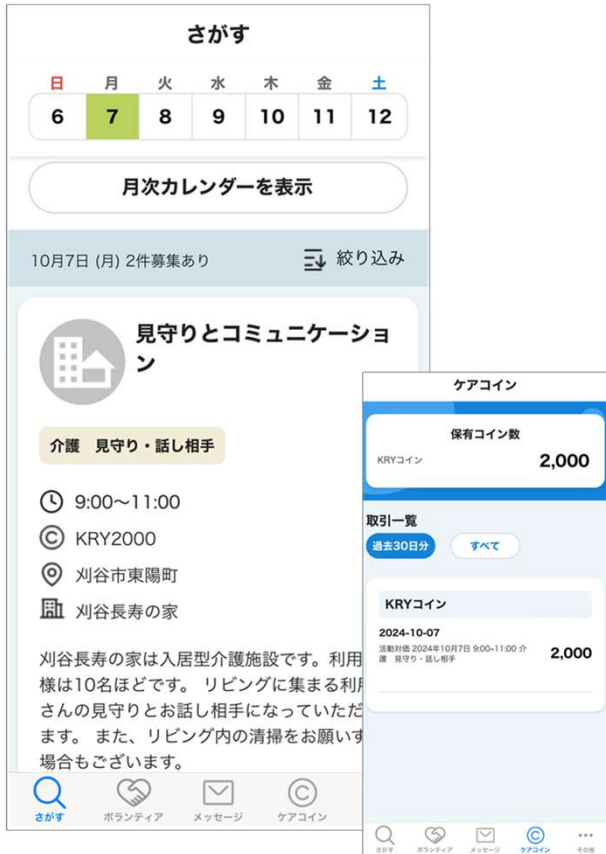 さがす
日 月 火 水 木 金 土
6 7 8 9 10 11 12
月次カレンダーを表示
10月7日 (月) 2件募集あり 絞り込み
見守りとコミュニケーショ
ン
介護 見守り・話し相手
9:00〜11:00
KRY2000
刈谷市東陽町
刈谷長寿の家
刈谷長寿の家は入居型介護施設です。利用
様は10名ほどです。 リビングに集まる利
さんの見守りとお話し相手になっていただ
ます。 また、リビング内の清掃をお願いす
場合もございます。
さがす ボランティア メッセージ ケアコイン
ケアコイン
保有コイン数
KRYコイン 2,000
取引一覧
過去30日分 すべて
KRYコイン
2024-10-07
活動対価 2024年10月7日 9:00-11:00 介
護 見守り・話し相手 2,000
さがす ボランティア メッセージ ケアコイン その他